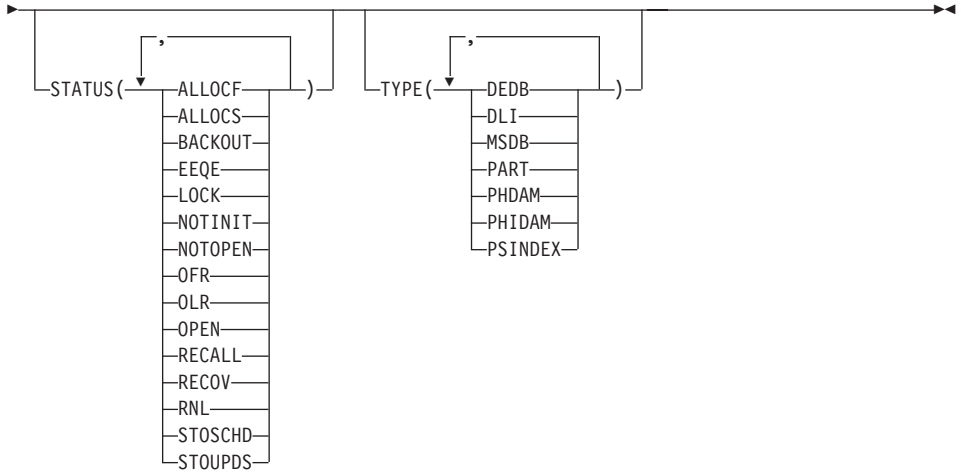 ,
STATUS( ALLOCF )
ALLOCS
BACKOUT
EEQE
LOCK
NOTINIT
NOTOPEN
OFR
OLR
OPEN
RECALL
RECOV
RNL
STOSCHD
STOUPDS
,
TYPE( DEDB )
DLI
MSDB
PART
PHDAM
PHIDAM
PSINDEX